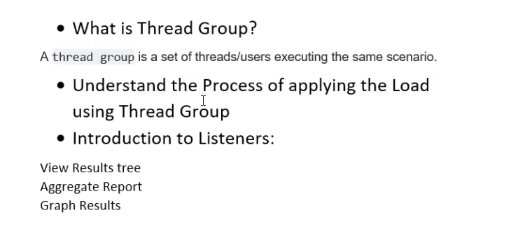 • What is Thread Group?
A thread group is a set of threads/users executing the same scenario.
• Understand the Process of applying the Load
using Thread Group
• Introduction to Listeners:
View Results tree
Aggregate Report
Graph Results